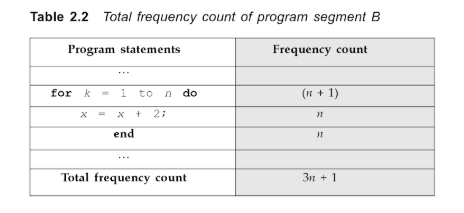 Table 2.2 Total frequency count of program segment B
Program statements Frequency count
...
for k = 1 to n do (n + 1)
x = x + 2; n
end n
...
Total frequency count 3n + 1